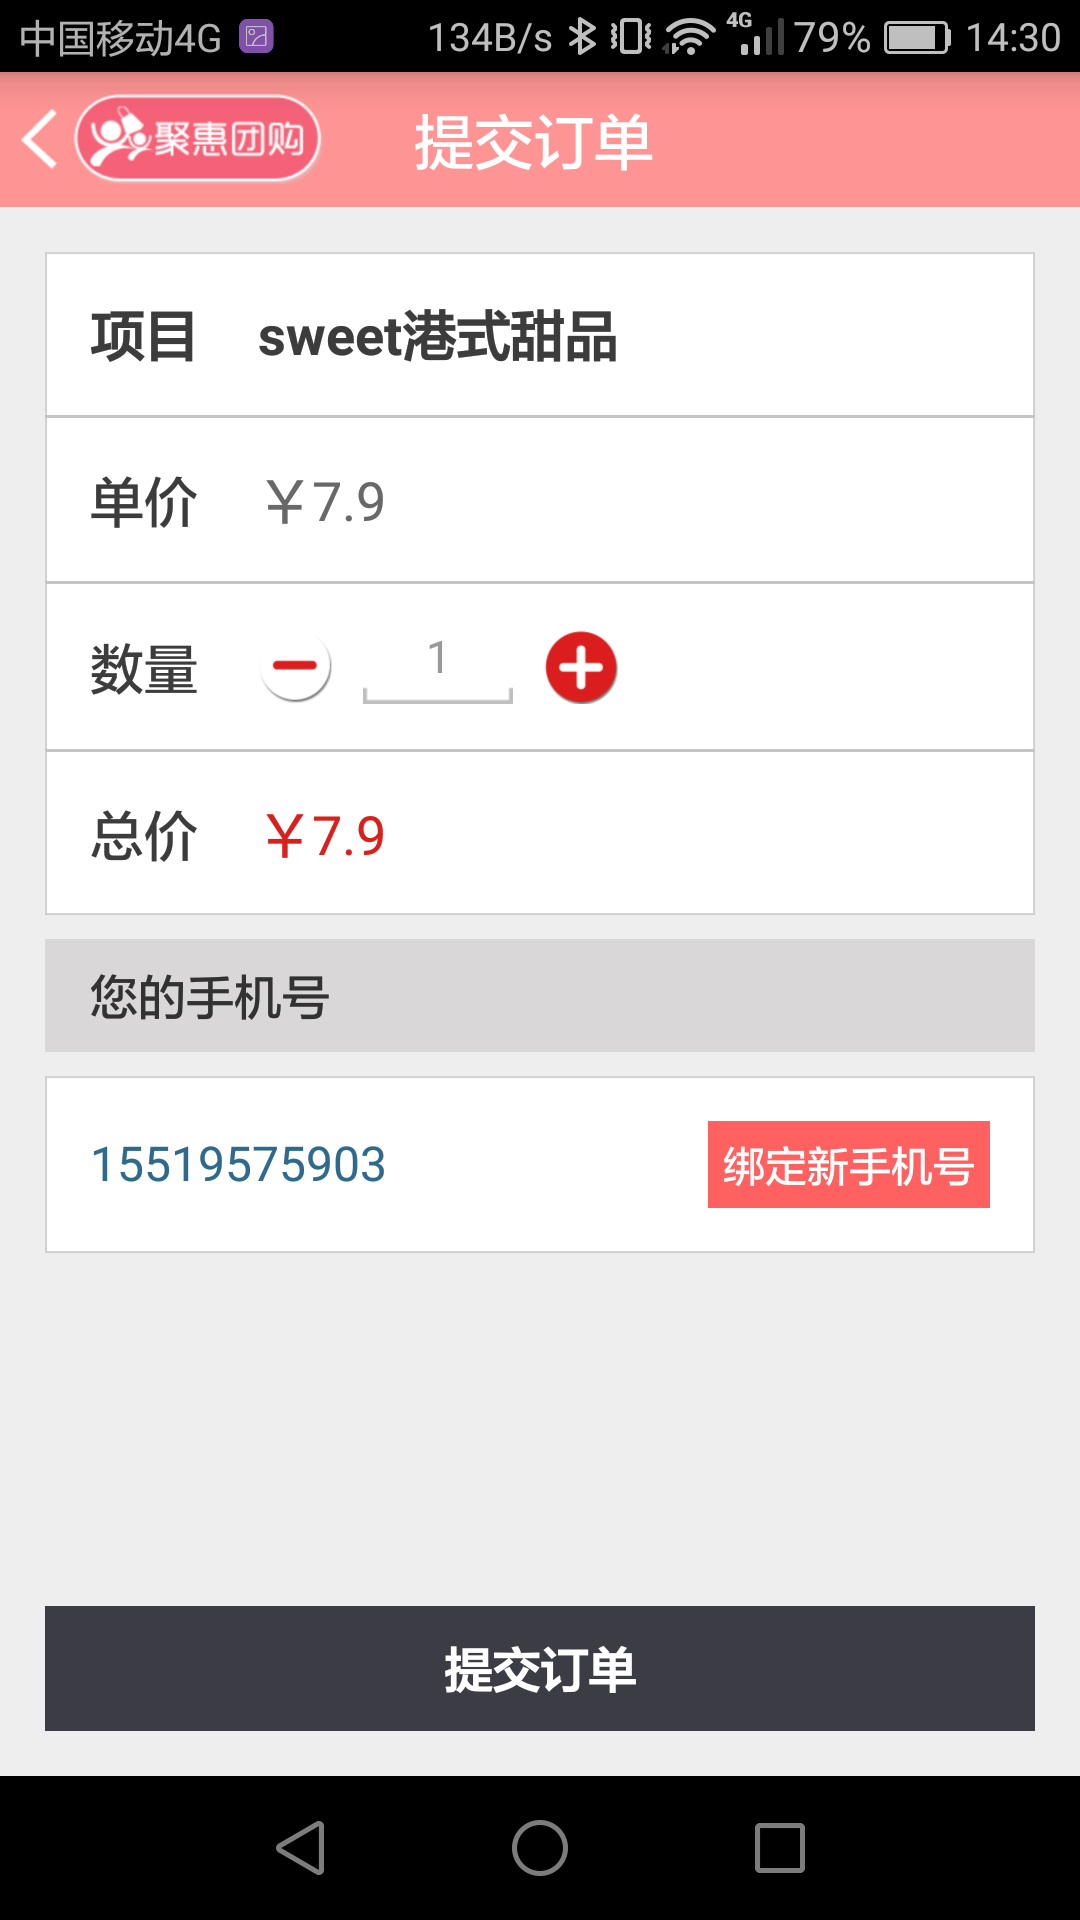 中国移动4G 134B/s 4G 79% 14:30
聚惠团购 提交订单
项目 sweet港式甜品
单价 ￥7.9
数量 1
总价 ￥7.9
您的手机号
15519575903 绑定新手机号
提交订单